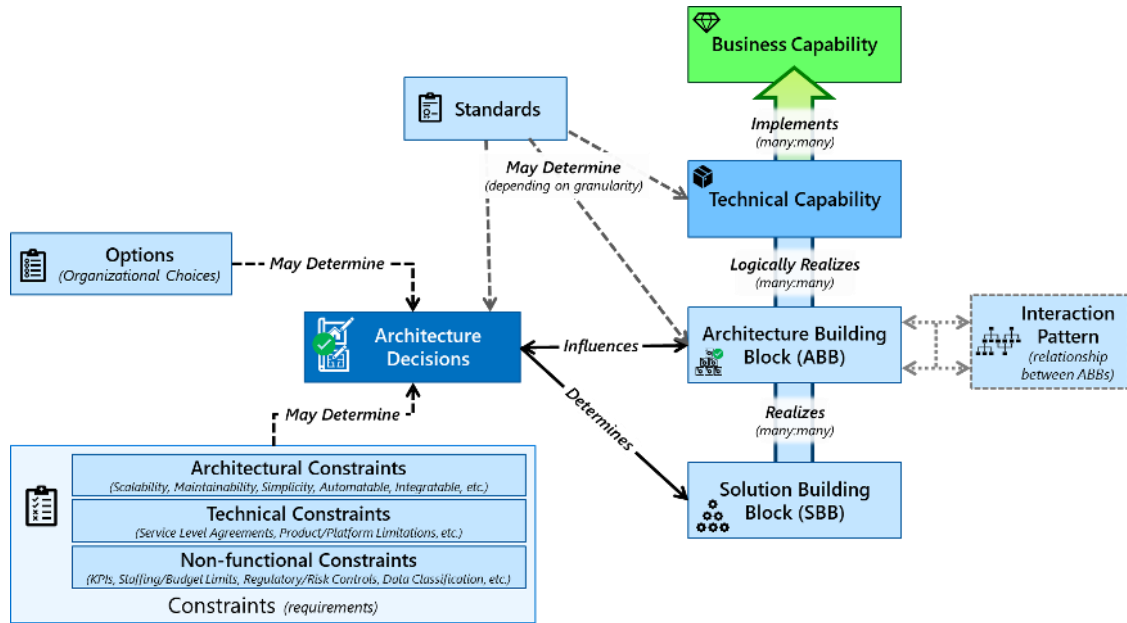 Business Capability
Standards
Implements
(many:many)
May Determine
(depending on granularity)
Technical Capability
Options
(Organizational Choices)
May Determine
Logically Realizes
(many:many)
Architecture
Decisions
Influences
Architecture Building
Block (ABB)
Interaction
Pattern
(relationship
between ABBs)
May Determine
Determines
Realizes
(many:many)
Architectural Constraints
(Scalability, Maintainability, Simplicity, Automatable, Integratable, etc.)
Technical Constraints
(Service Level Agreements, Product/Platform Limitations, etc.)
Non-functional Constraints
(KPIs, Staffing/Budget Limits, Regulatory/Risk Controls, Data Classification, etc.)
Constraints (requirements)
Solution Building
Block (SBB)